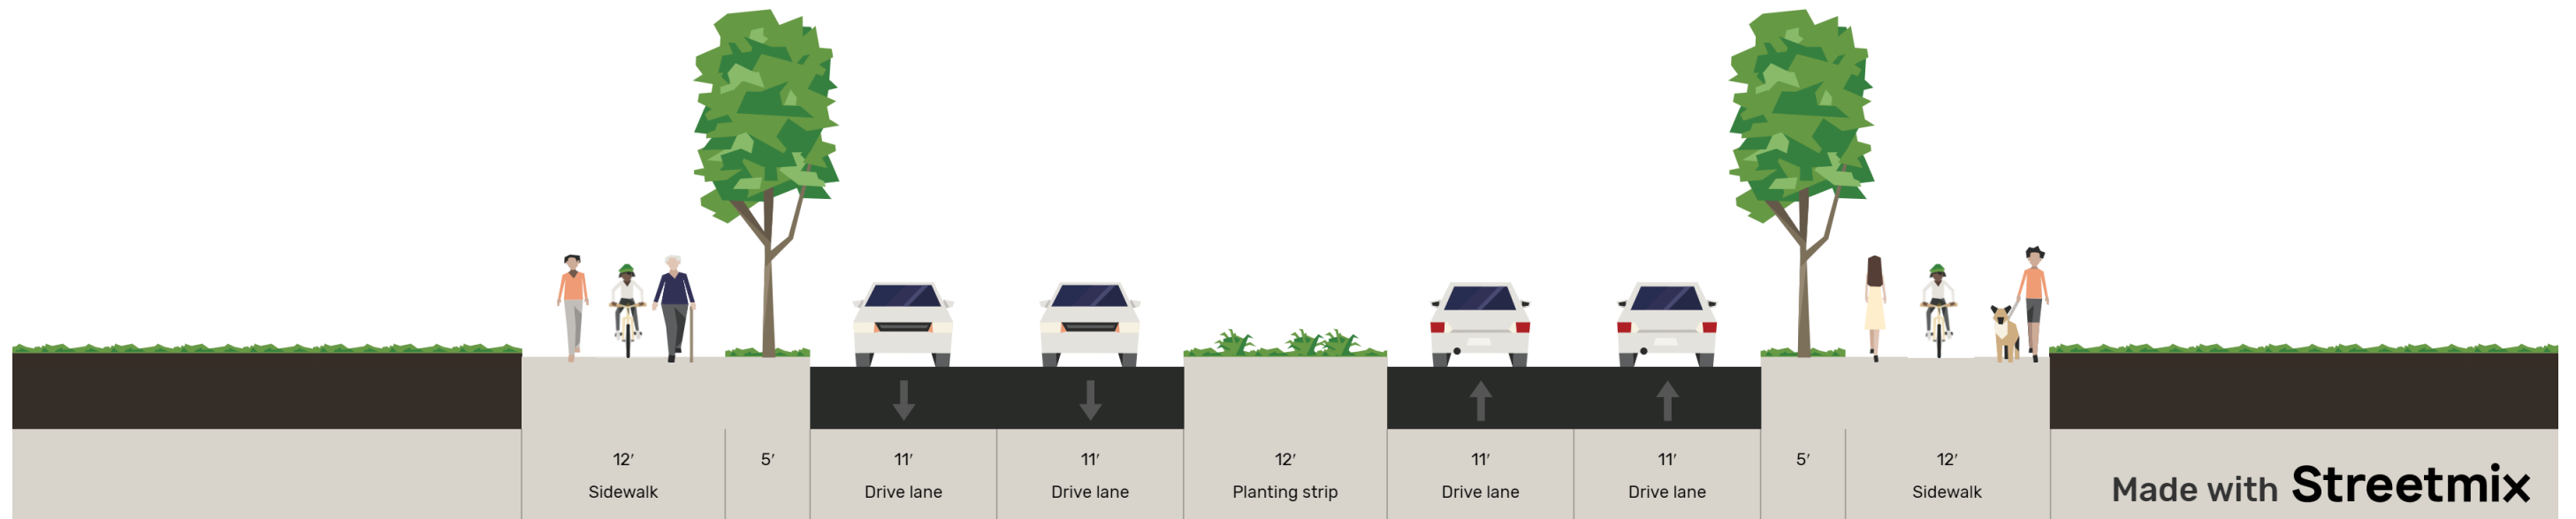 12′
Sidewalk
5′
11′
Drive lane
11′
Drive lane
12′
Planting strip
11′
Drive lane
11′
Drive lane
5′
12′
Sidewalk
Made with Streetmix